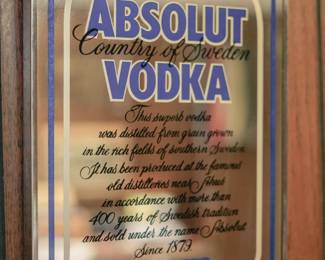 ABSOLUT
Country of Sweden
VODKA
This superb vodka
was distilled from grain grown
in the rich fields of southern Sweden.
It has been produced at the famous
old distilleries near Åhus
in accordance with more than
400 years of Swedish tradition
and sold under the name Absolut
Since 1879.